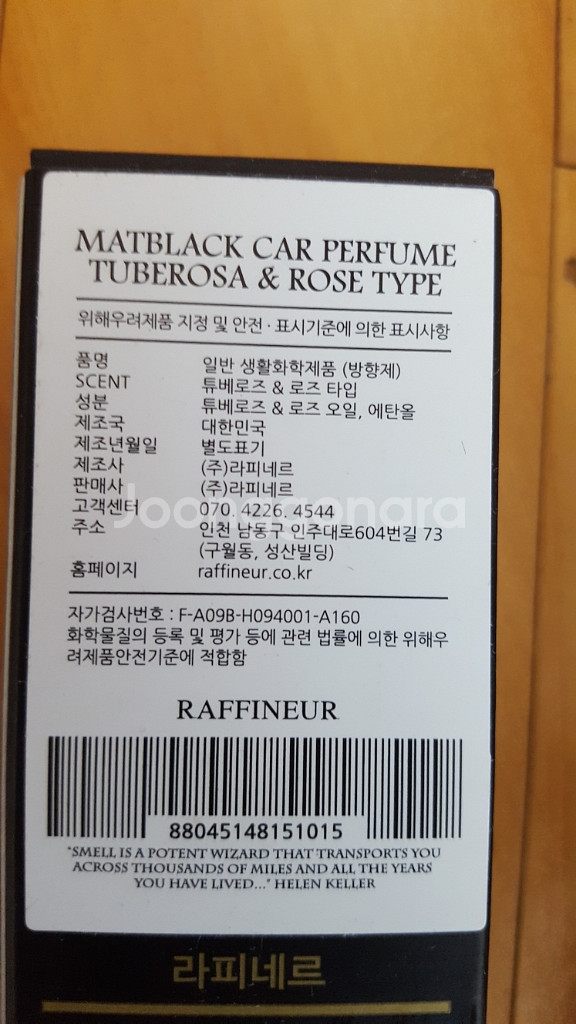 MATBLACK CAR PERFUME
TUBEROSA & ROSE TYPE
위해우려제품 지정 및 안전 · 표시기준에 의한 표시사항
품명 일반 생활화학제품 (방향제)
SCENT 튜베로즈 & 로즈 타입
성분 튜베로즈 & 로즈 오일, 에탄올
제조국 대한민국
제조년월일 별도표기
제조사 (주)라피네르
판매사 (주)라피네르
고객센터 070. 4226. 4544
주소 인천 남동구 인주대로604번길 73
(구월동, 성산빌딩)
홈페이지 raffineur.co.kr
Joonggonara
자가검사번호 : F-A09B-H094001-A160
화학물질의 등록 및 평가 등에 관련 법률에 의한 위해우
려제품안전기준에 적합함
RAFFINEUR
88045148151015
"SMELL IS A POTENT WIZARD THAT TRANSPORTS YOU
ACROSS THOUSANDS OF MILES AND ALL THE YEARS
YOU HAVE LIVED..." HELEN KELLER
라피네르